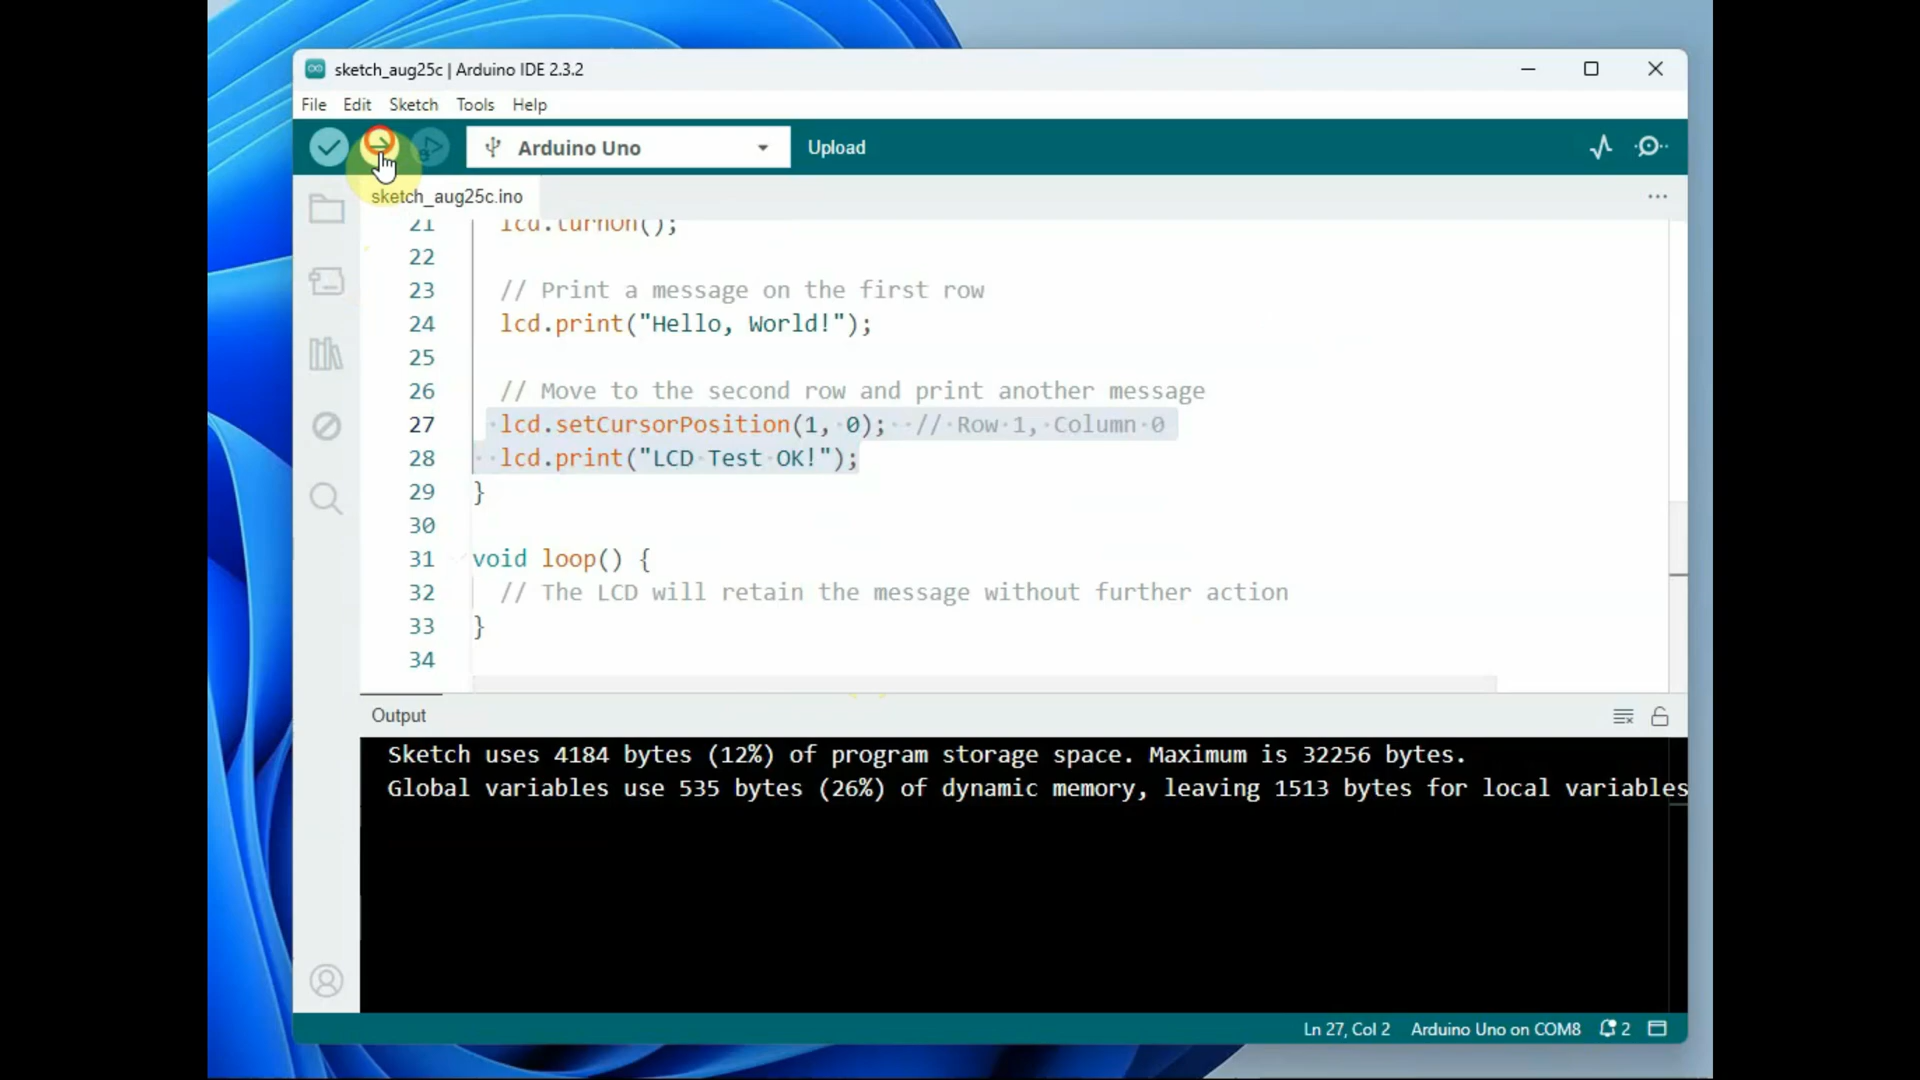 sketch_aug25c | Arduino IDE 2.3.2
File Edit Sketch Tools Help
Arduino Uno Upload
sketch_aug25c.ino
21 lcd.turnOn();
22
23 // Print a message on the first row
24 lcd.print("Hello, World!");
25
26 // Move to the second row and print another message
27 lcd.setCursorPosition(1, 0); // Row 1, Column 0
28 lcd.print("LCD Test OK!");
29 }
30
31 void loop() {
32 // The LCD will retain the message without further action
33 }
34
Output
Sketch uses 4184 bytes (12%) of program storage space. Maximum is 32256 bytes.
Global variables use 535 bytes (26%) of dynamic memory, leaving 1513 bytes for local variables
Ln 27, Col 2 Arduino Uno on COM8 2